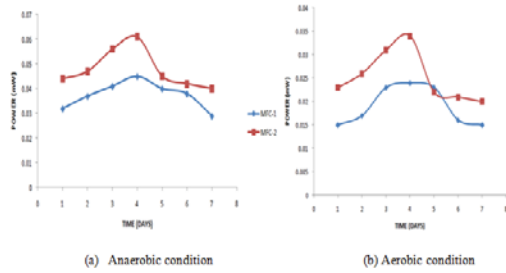 0.07
0.06
0.05
0.04
0.03
0.02
0.01
0
POWER (mW)
0 1 2 3 4 5 6 7 8
TIME (DAYS)
MFC-1
MFC-2
0.04
0.035
0.03
0.025
0.02
0.015
0.01
0.005
0
POWER (mW)
0 1 2 3 4 5 6 7 8
TIME (DAYS)
(a) Anaerobic condition
(b) Aerobic condition